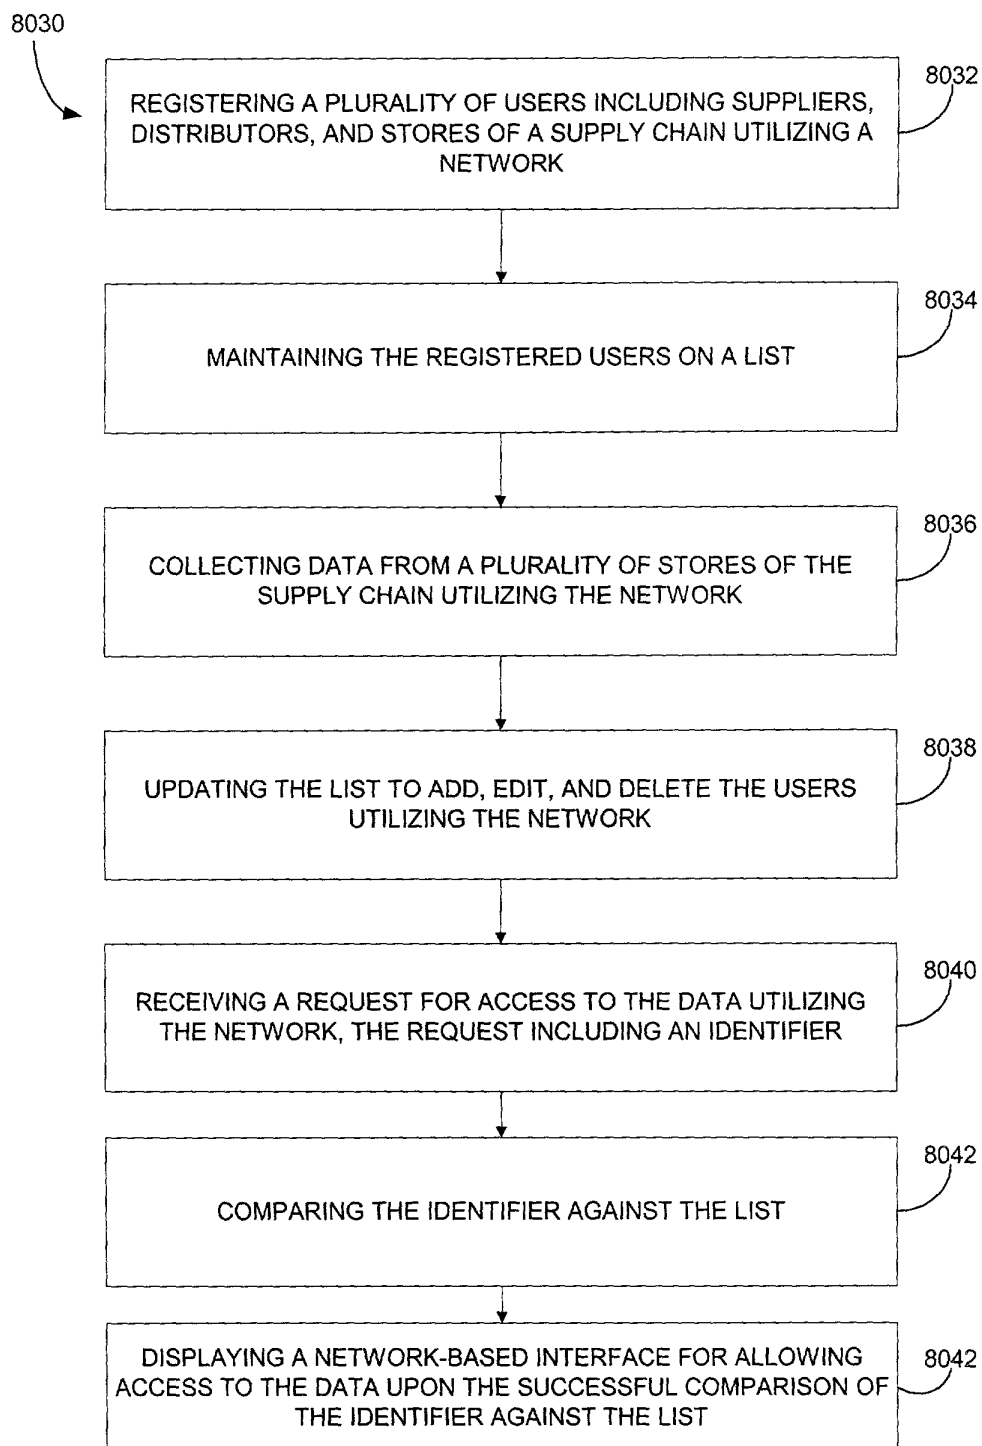 8030
8032
REGISTERING A PLURALITY OF USERS INCLUDING SUPPLIERS,
DISTRIBUTORS, AND STORES OF A SUPPLY CHAIN UTILIZING A
NETWORK
8034
MAINTAINING THE REGISTERED USERS ON A LIST
8036
COLLECTING DATA FROM A PLURALITY OF STORES OF THE
SUPPLY CHAIN UTILIZING THE NETWORK
8038
UPDATING THE LIST TO ADD, EDIT, AND DELETE THE USERS
UTILIZING THE NETWORK
8040
RECEIVING A REQUEST FOR ACCESS TO THE DATA UTILIZING
THE NETWORK, THE REQUEST INCLUDING AN IDENTIFIER
8042
COMPARING THE IDENTIFIER AGAINST THE LIST
8042
DISPLAYING A NETWORK-BASED INTERFACE FOR ALLOWING
ACCESS TO THE DATA UPON THE SUCCESSFUL COMPARISON OF
THE IDENTIFIER AGAINST THE LIST